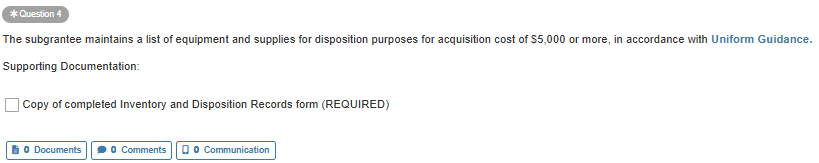 * Question 4
The subgrantee maintains a list of equipment and supplies for disposition purposes for acquisition cost of $5,000 or more, in accordance with Uniform Guidance.
Supporting Documentation:
Copy of completed Inventory and Disposition Records form (REQUIRED)
0 Documents 0 Comments 0 Communication